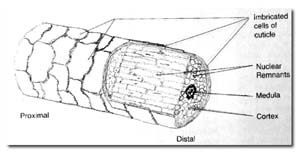 Imbricated
cells of
cuticle
Nuclear
Remnants
Medula
Cortex
Proximal
Distal